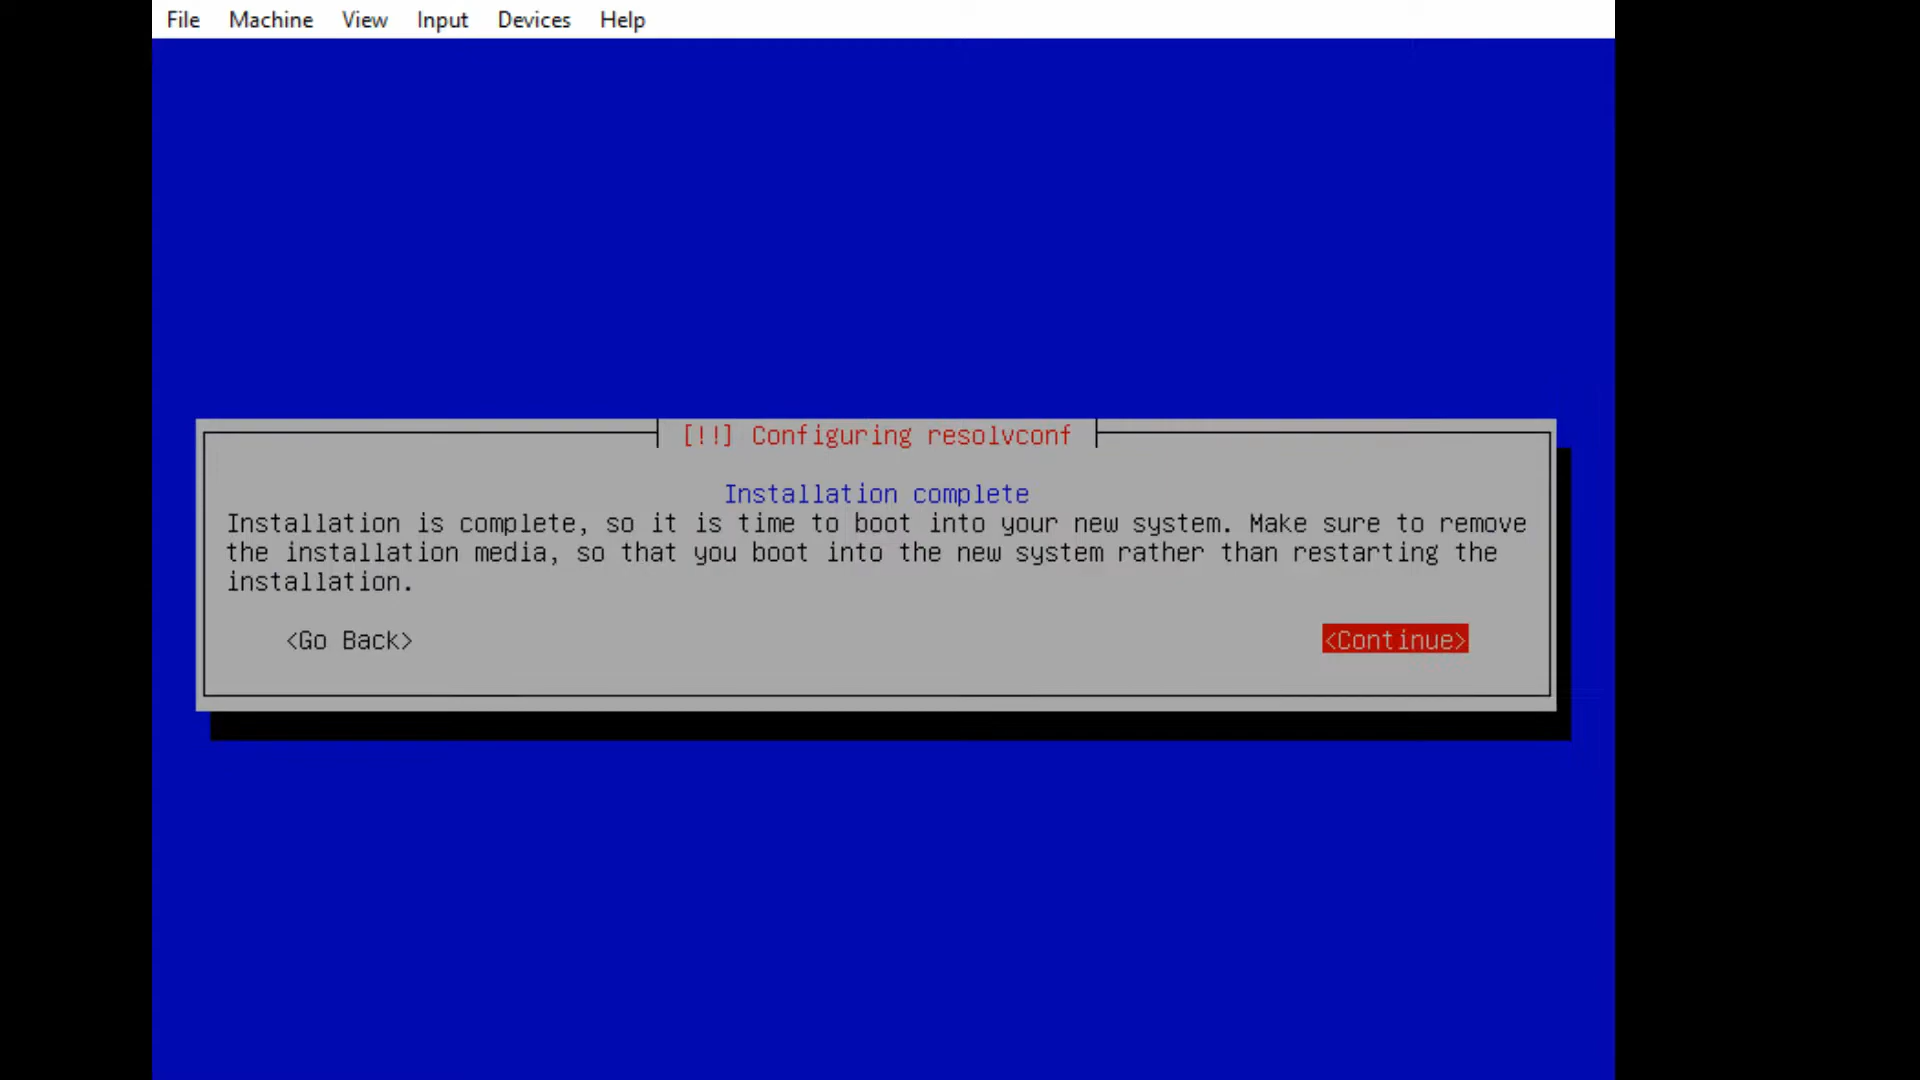 File Machine View Input Devices Help
[!!] Configuring resolvconf
Installation complete
Installation is complete, so it is time to boot into your new system. Make sure to remove
the installation media, so that you boot into the new system rather than restarting the
installation.
<Go Back> <Continue>